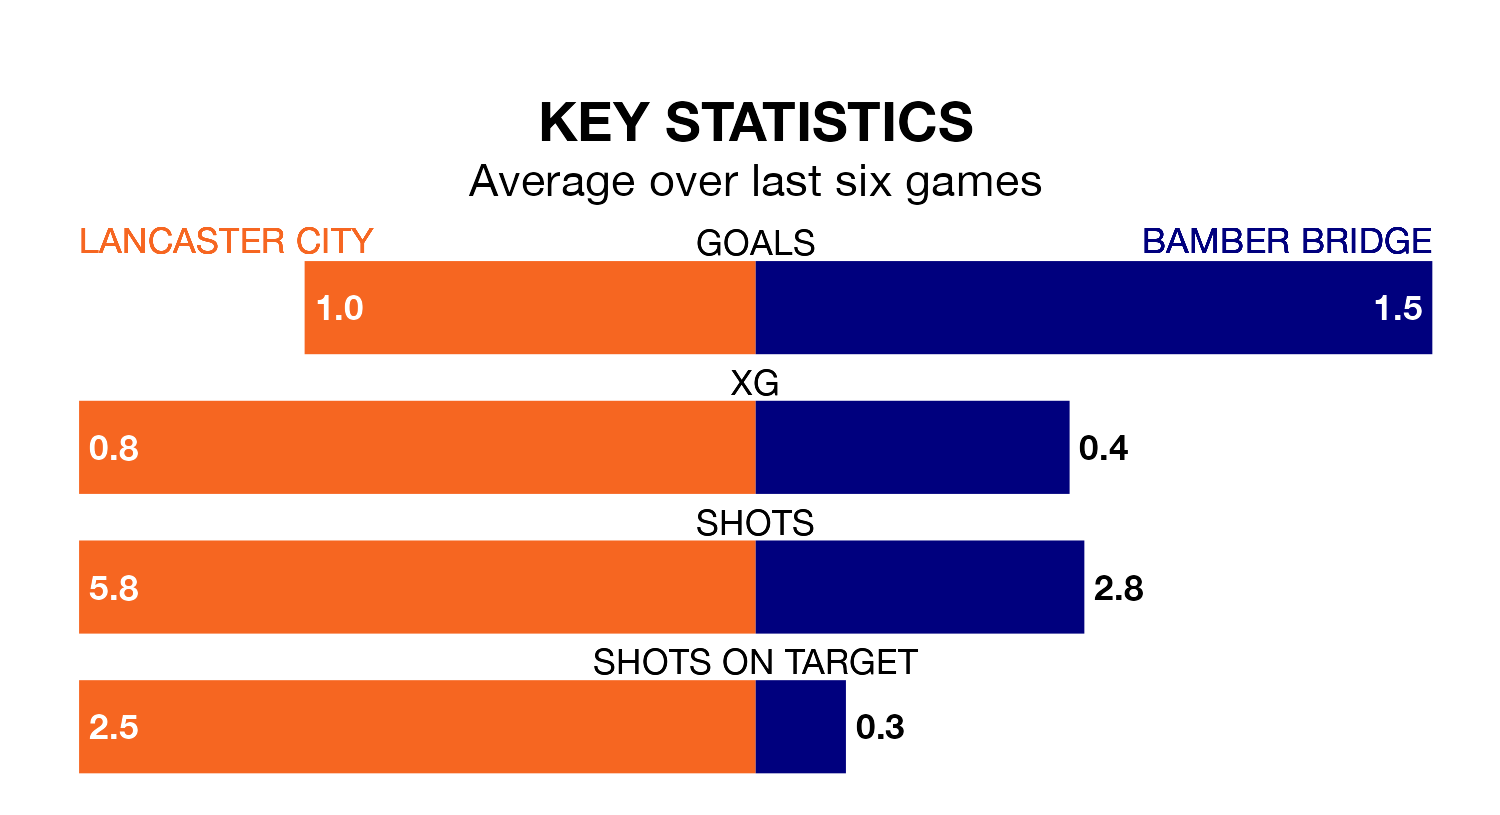 KEY STATISTICS
Average over last six games
LANCASTER CITY GOALS BAMBER BRIDGE
1.0 1.5
XG
0.8 0.4
SHOTS
5.8 2.8
SHOTS ON TARGET
2.5 0.3